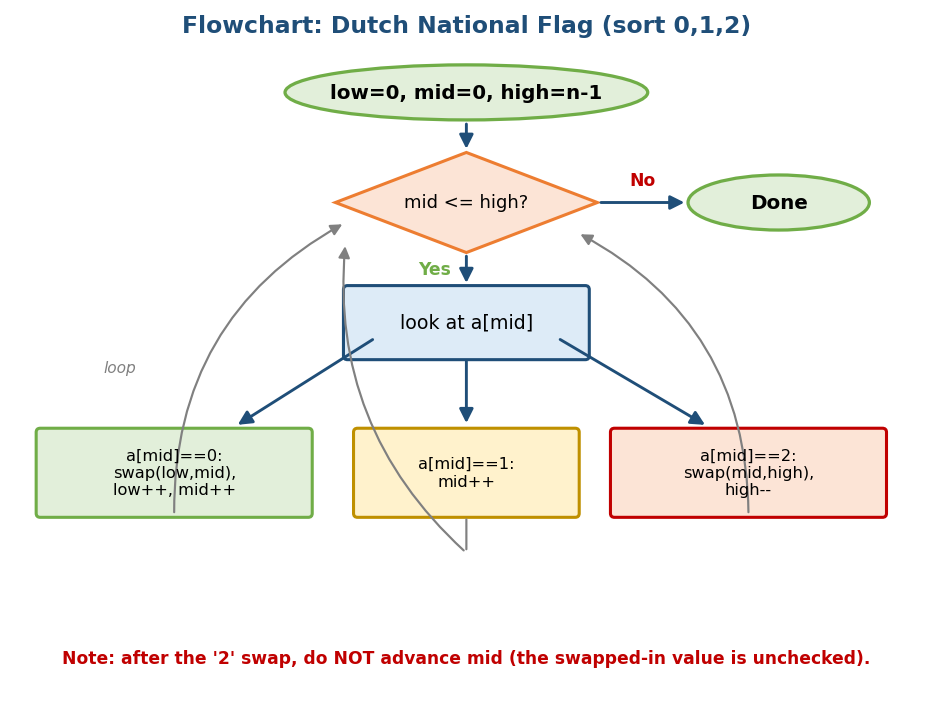 Flowchart: Dutch National Flag (sort 0,1,2)
low=0, mid=0, high=n-1
mid <= high?
No
Done
Yes
look at a[mid]
loop
a[mid]==0:
swap(low,mid),
low++, mid++
a[mid]==1:
mid++
a[mid]==2:
swap(mid,high),
high--
Note: after the '2' swap, do NOT advance mid (the swapped-in value is unchecked).